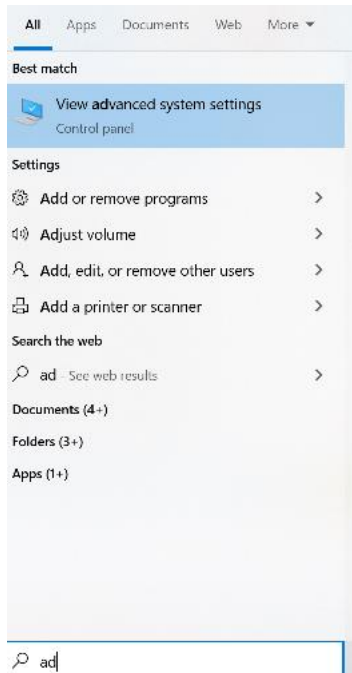 All Apps Documents Web More
Best match
View advanced system settings
Control panel
Settings
Add or remove programs
Adjust volume
Add, edit, or remove other users
Add a printer or scanner
Search the web
ad - See web results
Documents (4+)
Folders (3+)
Apps (1+)
ad